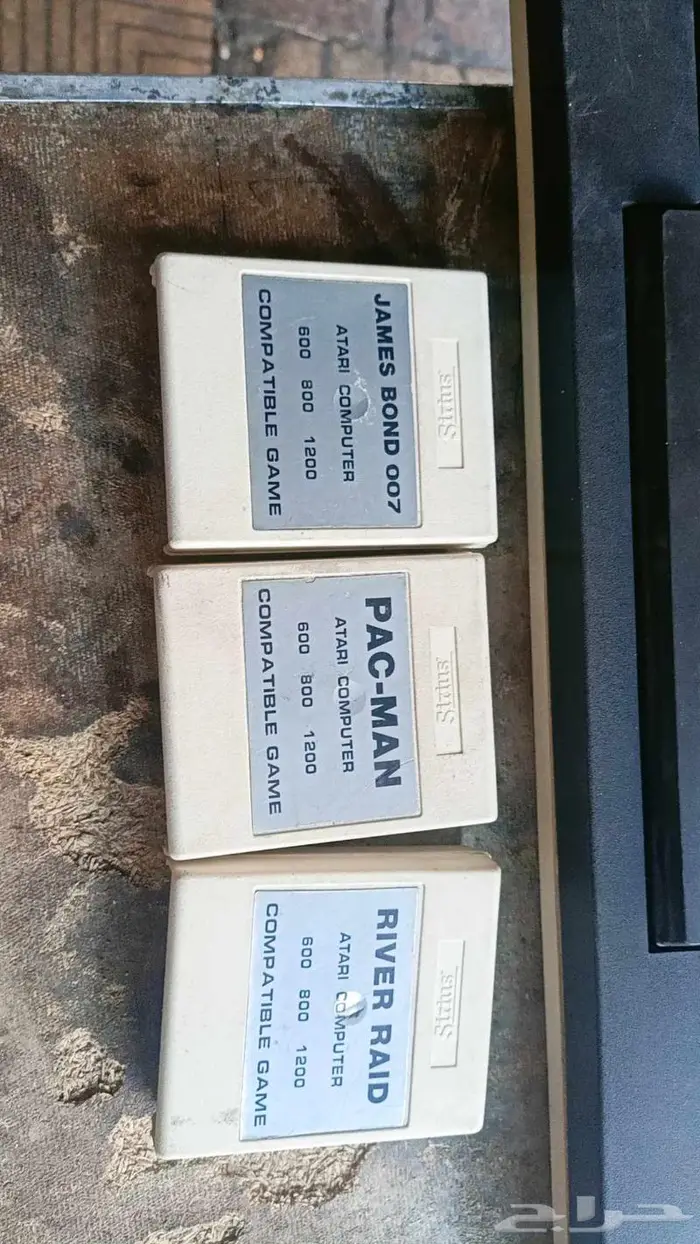 Sirius
JAMES BOND 007
ATARI COMPUTER
600 800 1200
COMPATIBLE GAME
Sirius
PAC-MAN
ATARI COMPUTER
600 800 1200
COMPATIBLE GAME
Sirius
RIVER RAID
ATARI COMPUTER
600 800 1200
COMPATIBLE GAME
حراج